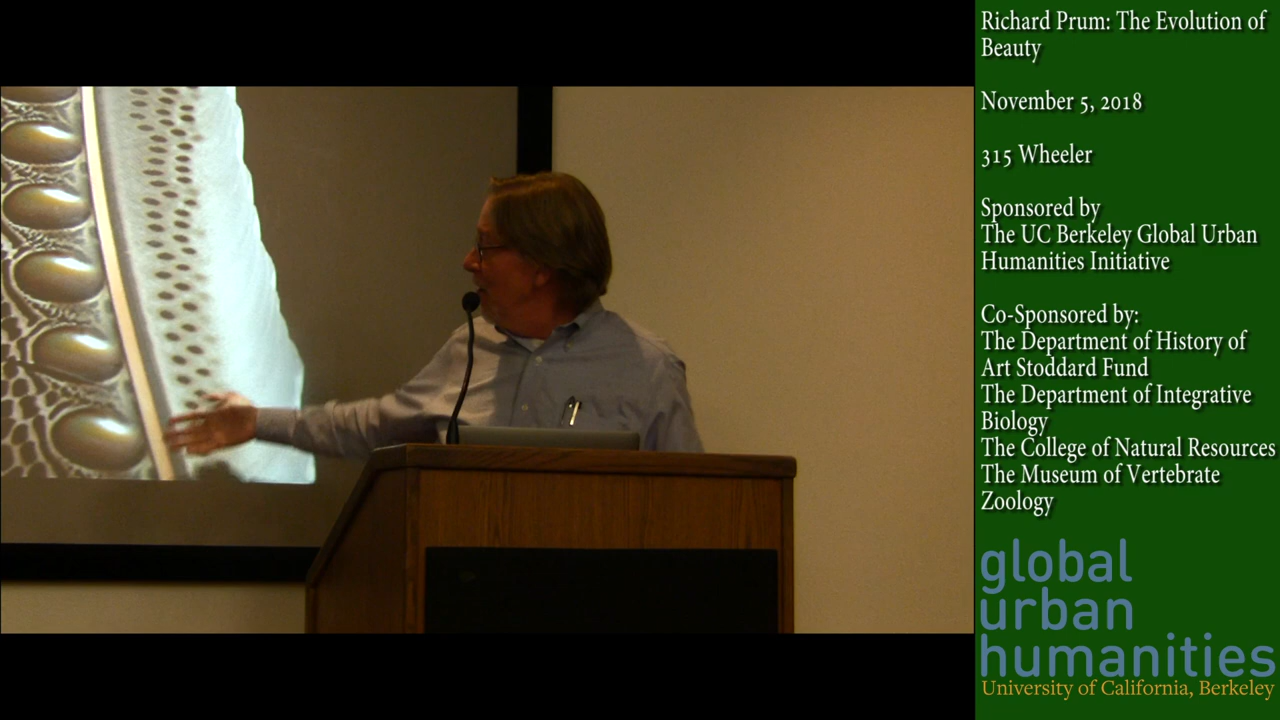 Richard Prum: The Evolution of
Beauty
November 5, 2018
315 Wheeler
Sponsored by
The UC Berkeley Global Urban
Humanities Initiative
Co-Sponsored by:
The Department of History of
Art Stoddard Fund
The Department of Integrative
Biology
The College of Natural Resources
The Museum of Vertebrate
Zoology
global
urban
humanities
University of California, Berkeley